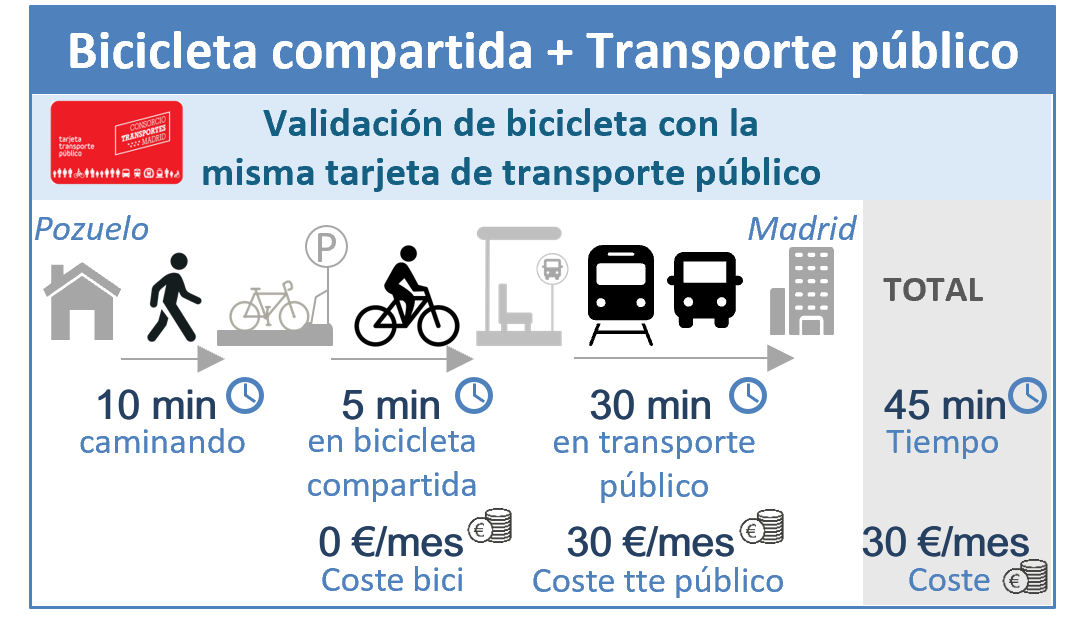 Bicicleta compartida + Transporte público
tarjeta
transporte
público
CONSORCIO
TRANSPORTES
MADRID
Validación de bicicleta con la
misma tarjeta de transporte público
Pozuelo
P
Madrid
TOTAL
10 min
caminando
5 min
en bicicleta
compartida
30 min
en transporte
público
45 min
Tiempo
0 €/mes
€
Coste bici
30 €/mes
€
Coste tte público
30 €/mes
Coste
€